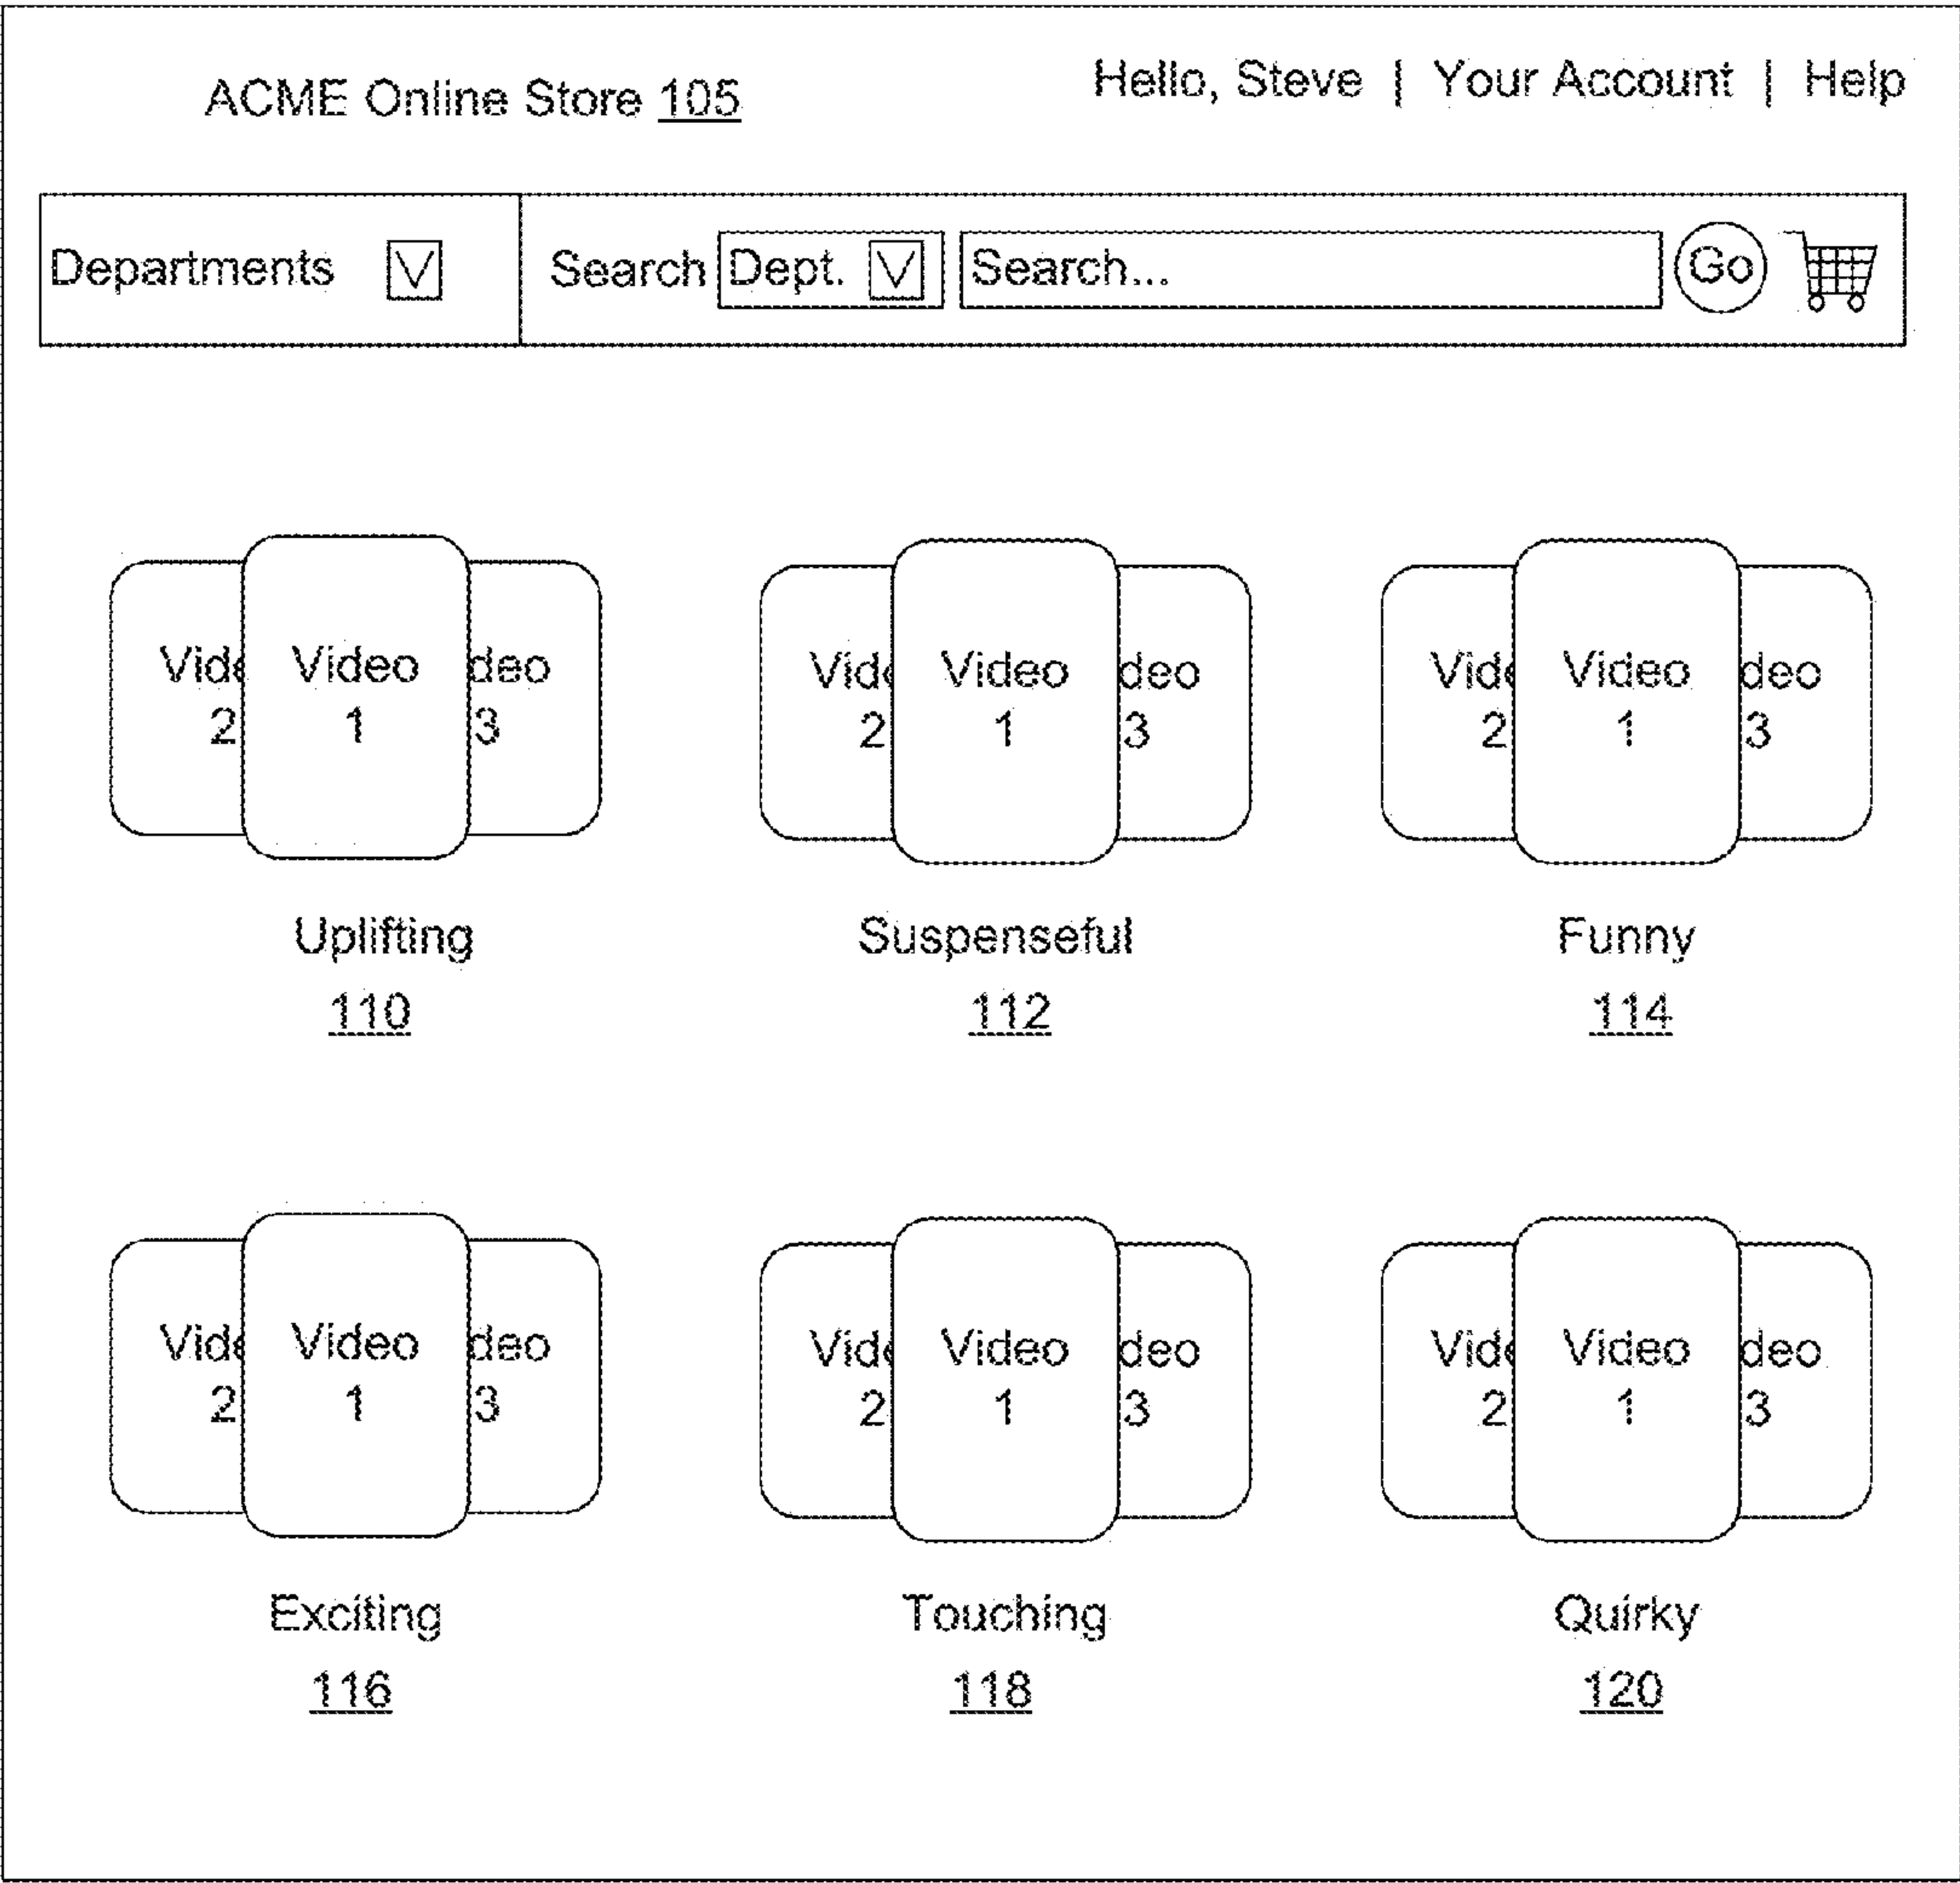 ACME Online Store 105
Hello, Steve | Your Account | Help
Departments V Search Dept. V Search... Go
Vide Video deo Vide Video deo Vide Video deo
2 1 3 2 1 3 2 1 3
Uplifting Suspenseful Funny
110 112 114
Vide Video deo Vide Video deo Vide Video deo
2 1 3 2 1 3 2 1 3
Exciting Touching Quirky
116 118 120